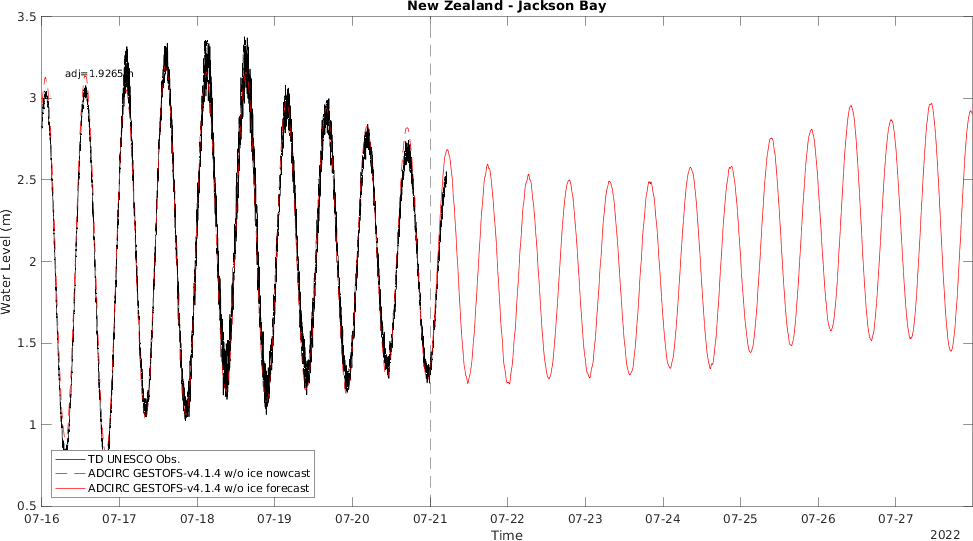 New Zealand - Jackson Bay
3.5
3
2.5
2
1.5
1
0.5
Water Level (m)
adj=1.9265m
TD UNESCO Obs.
ADCIRC GESTOFS-v4.1.4 w/o ice nowcast
ADCIRC GESTOFS-v4.1.4 w/o ice forecast
07-16 07-17 07-18 07-19 07-20 07-21 07-22 07-23 07-24 07-25 07-26 07-27
Time
2022